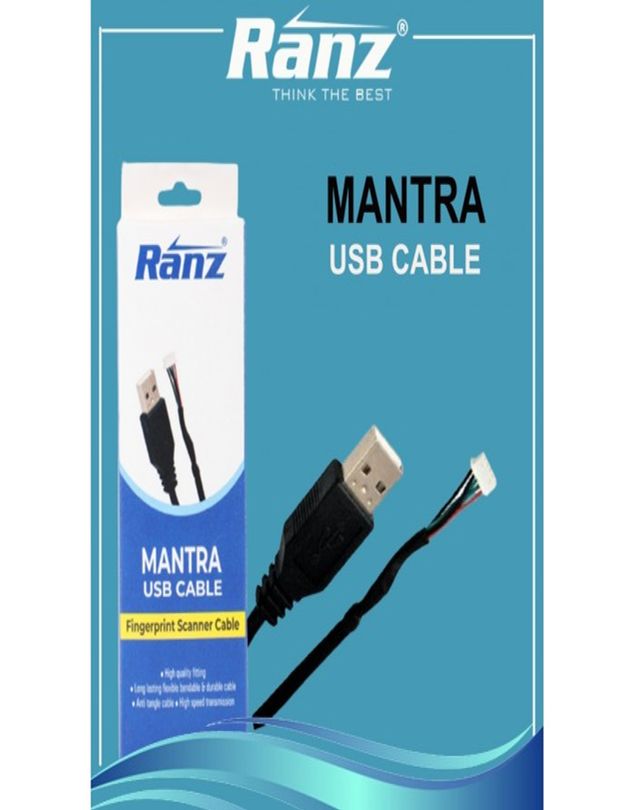 Ranz®
THINK THE BEST
MANTRA
USB CABLE
Ranz®
MANTRA
USB CABLE
Fingerprint Scanner Cable
• High quality fitting
• Long lasting flexible bendable & durable cable
• Anti tangle cable • High speed transmission